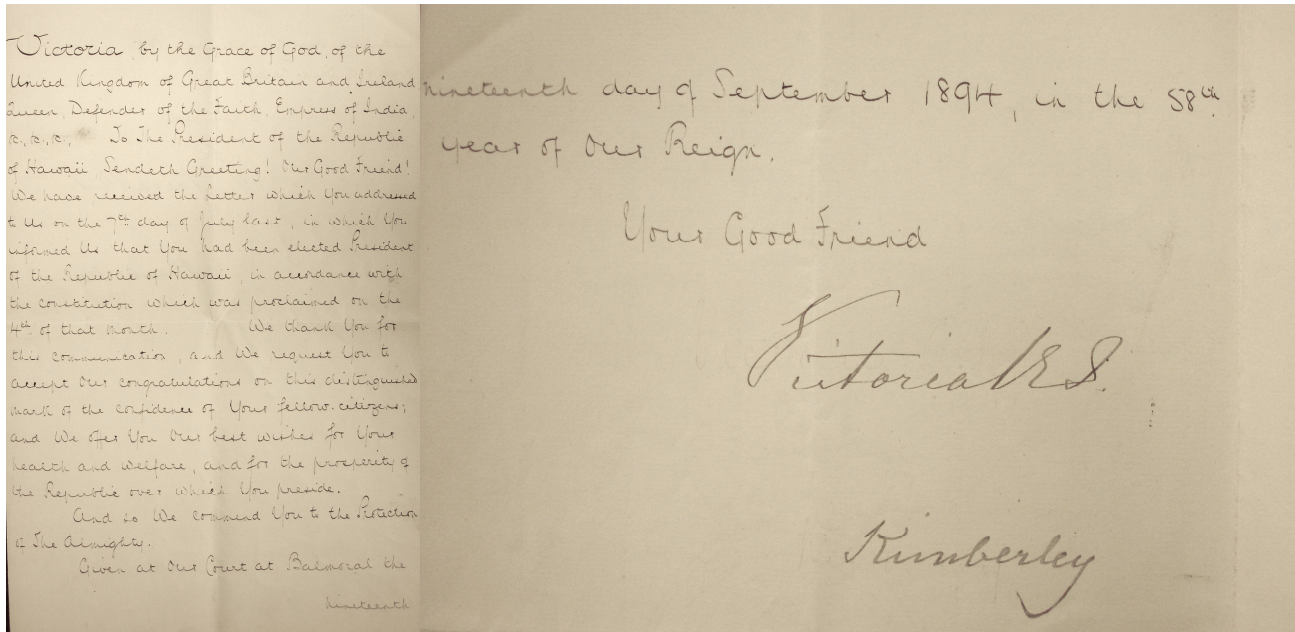 Victoria by the Grace of God, of the
United Kingdom of Great Britain and Ireland
Queen, Defender of the Faith, Empress of India,
&c., &c., &c., To The President of the Republic
of Hawaii, Sendeth Greeting! Our Good Friend!
We have received the Letter which You addressed
to Us on the 7th day of July last, in which You
informed Us that You had been elected President
of the Republic of Hawaii, in accordance with
the constitution which was proclaimed on the
4th of that month. We thank You for
this communication, and We request You to
accept Our congratulations on this distinguished
mark of the confidence of Your fellow-citizens;
and We offer You Our best wishes for Your
health and welfare, and for the prosperity of
the Republic over which You preside.
And so We commend You to the Protection
of The Almighty.
Given at Our Court at Balmoral the
nineteenth
nineteenth day of September 1894, in the 58th
year of Our Reign.
Your Good Friend
Victoria R I.
Kimberley